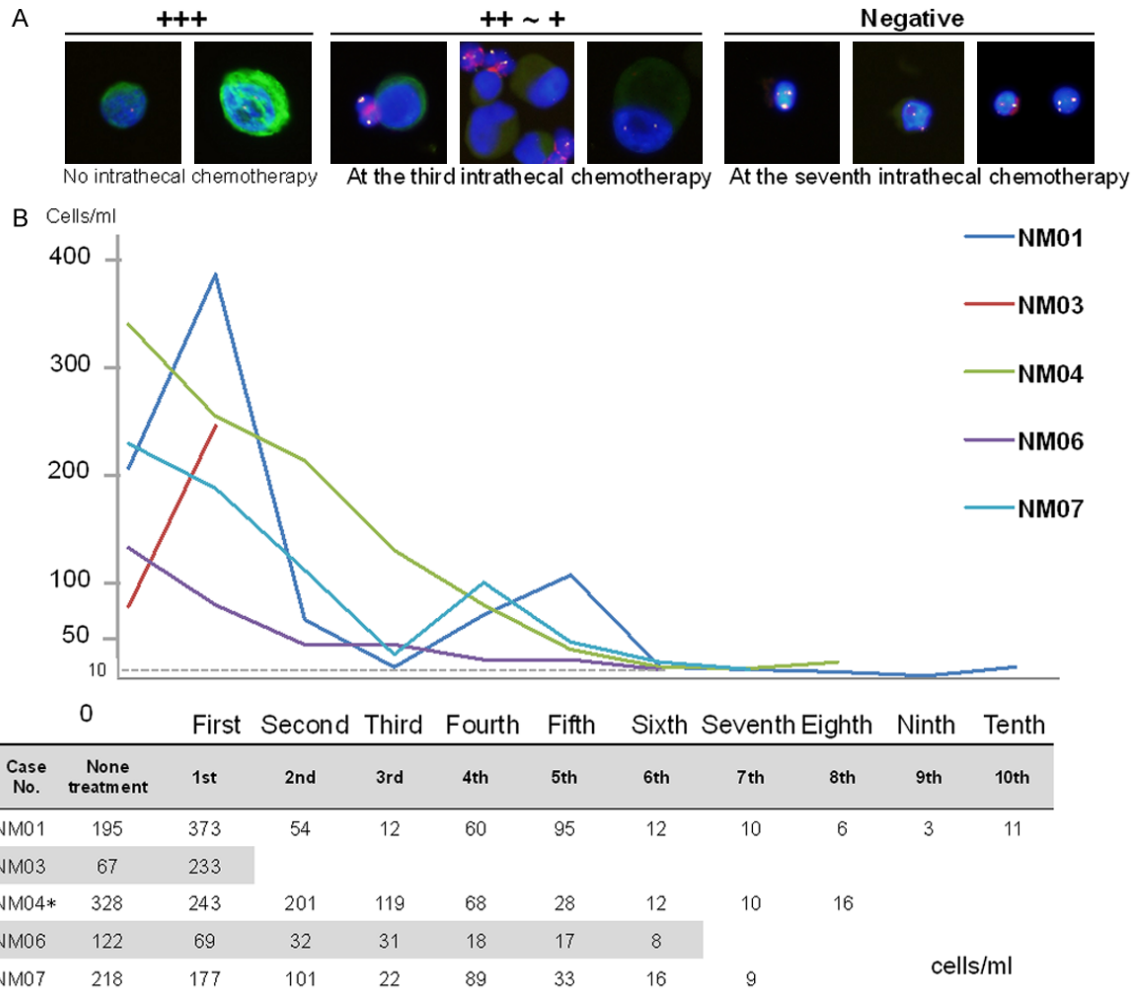 A
+++
++ ~ +
Negative
No intrathecal chemotherapy
At the third intrathecal chemotherapy
At the seventh intrathecal chemotherapy
B
Cells/ml
400
300
200
100
50
10
0
NM01
NM03
NM04
NM06
NM07
First Second Third Fourth Fifth Sixth Seventh Eighth Ninth Tenth
Case No. None treatment 1st 2nd 3rd 4th 5th 6th 7th 8th 9th 10th
NM01 195 373 54 12 60 95 12 10 6 3 11
NM03 67 233
NM04* 328 243 201 119 68 28 12 10 16
NM06 122 69 32 31 18 17 8
NM07 218 177 101 22 89 33 16 9
cells/ml